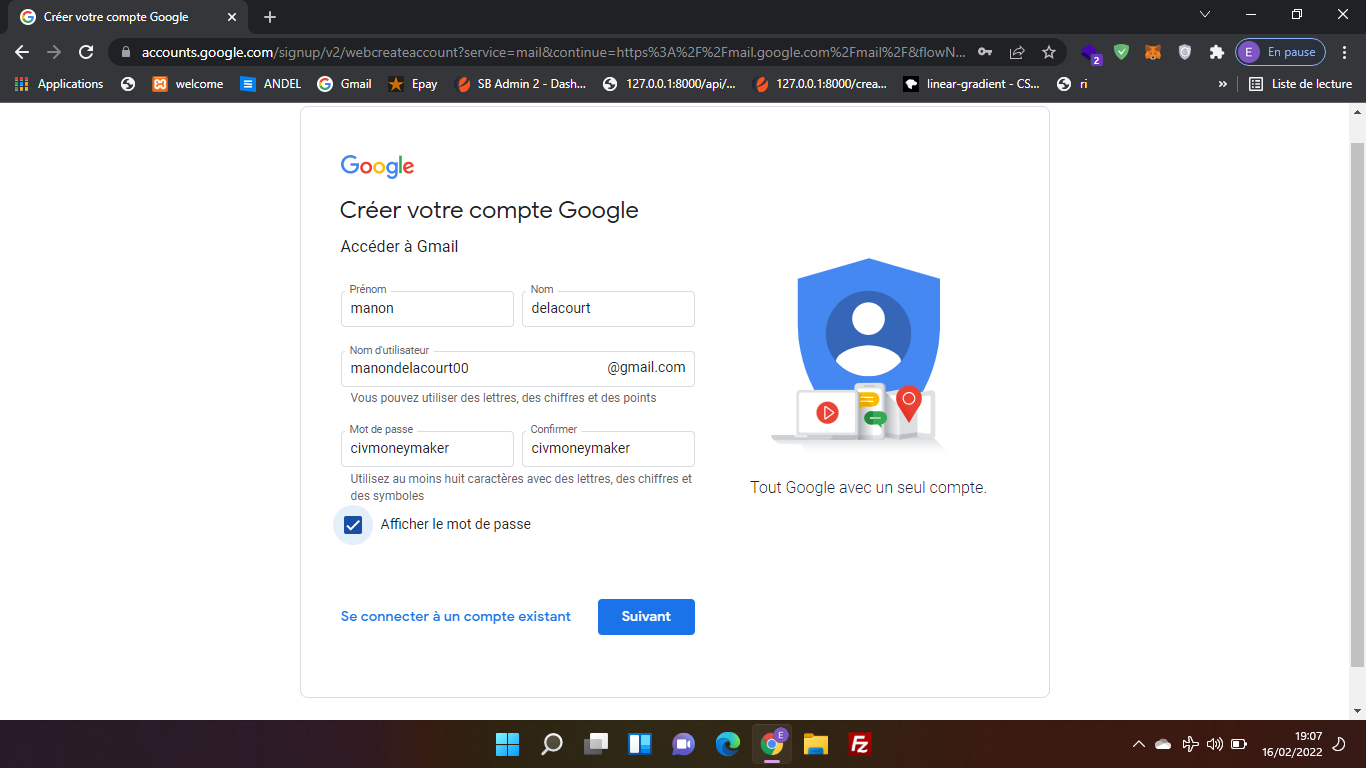 Créer votre compte Google
accounts.google.com/signup/v2/webcreateaccount?service=mail&continue=https%3A%2F%2Fmail.google.com%2Fmail%2F&flowN...
2
E En pause
Applications welcome ANDEL Gmail Epay SB Admin 2 - Dash... 127.0.0.1:8000/api/... 127.0.0.1:8000/crea... linear-gradient - CS... ri » Liste de lecture
Google
Créer votre compte Google
Accéder à Gmail
Prénom Nom
manon delacourt
Nom d'utilisateur
manondelacourt00 @gmail.com
Vous pouvez utiliser des lettres, des chiffres et des points
Mot de passe Confirmer
civmoneymaker civmoneymaker
Utilisez au moins huit caractères avec des lettres, des chiffres et
des symboles
Afficher le mot de passe
Se connecter à un compte existant Suivant
Tout Google avec un seul compte.
E
Fz
19:07
16/02/2022